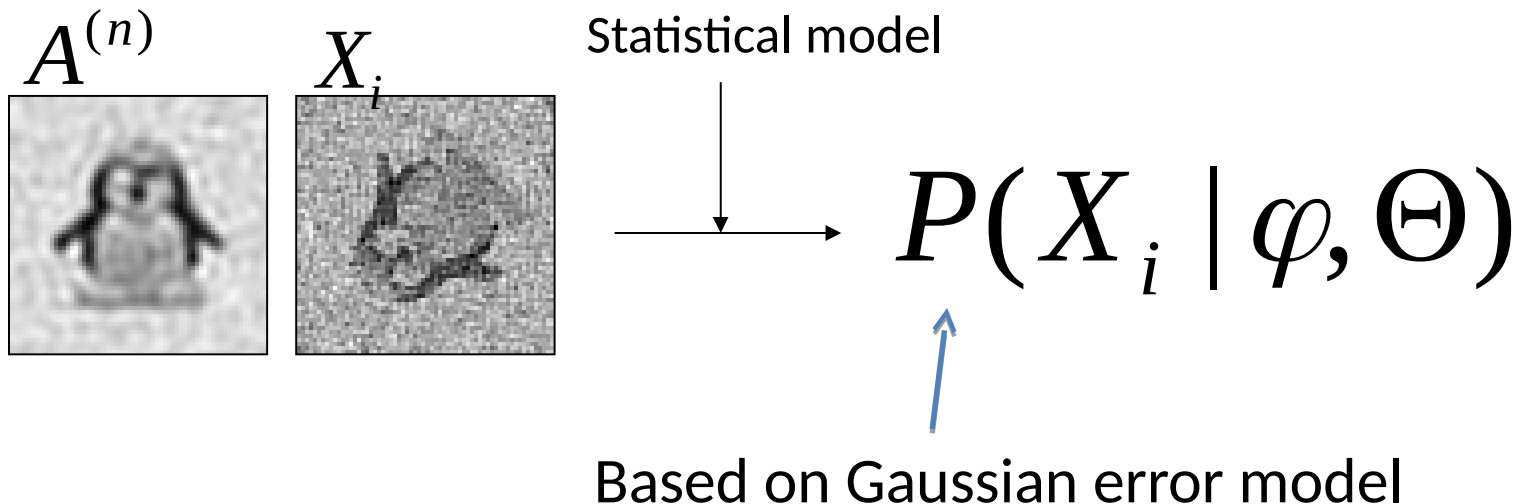 A^(n)
X_i
Statistical model
P(X_i | φ, Θ)
Based on Gaussian error model